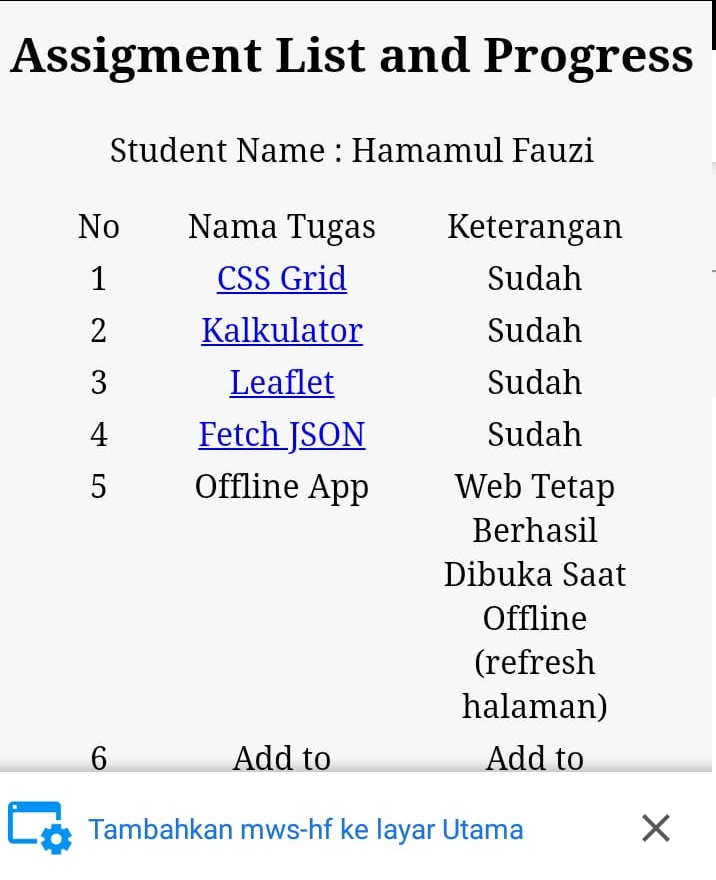 Assigment List and Progress
Student Name : Hamamul Fauzi
No Nama Tugas Keterangan
1 CSS Grid Sudah
2 Kalkulator Sudah
3 Leaflet Sudah
4 Fetch JSON Sudah
5 Offline App Web Tetap
Berhasil
Dibuka Saat
Offline
(refresh
halaman)
6 Add to Add to
Tambahkan mws-hf ke layar Utama